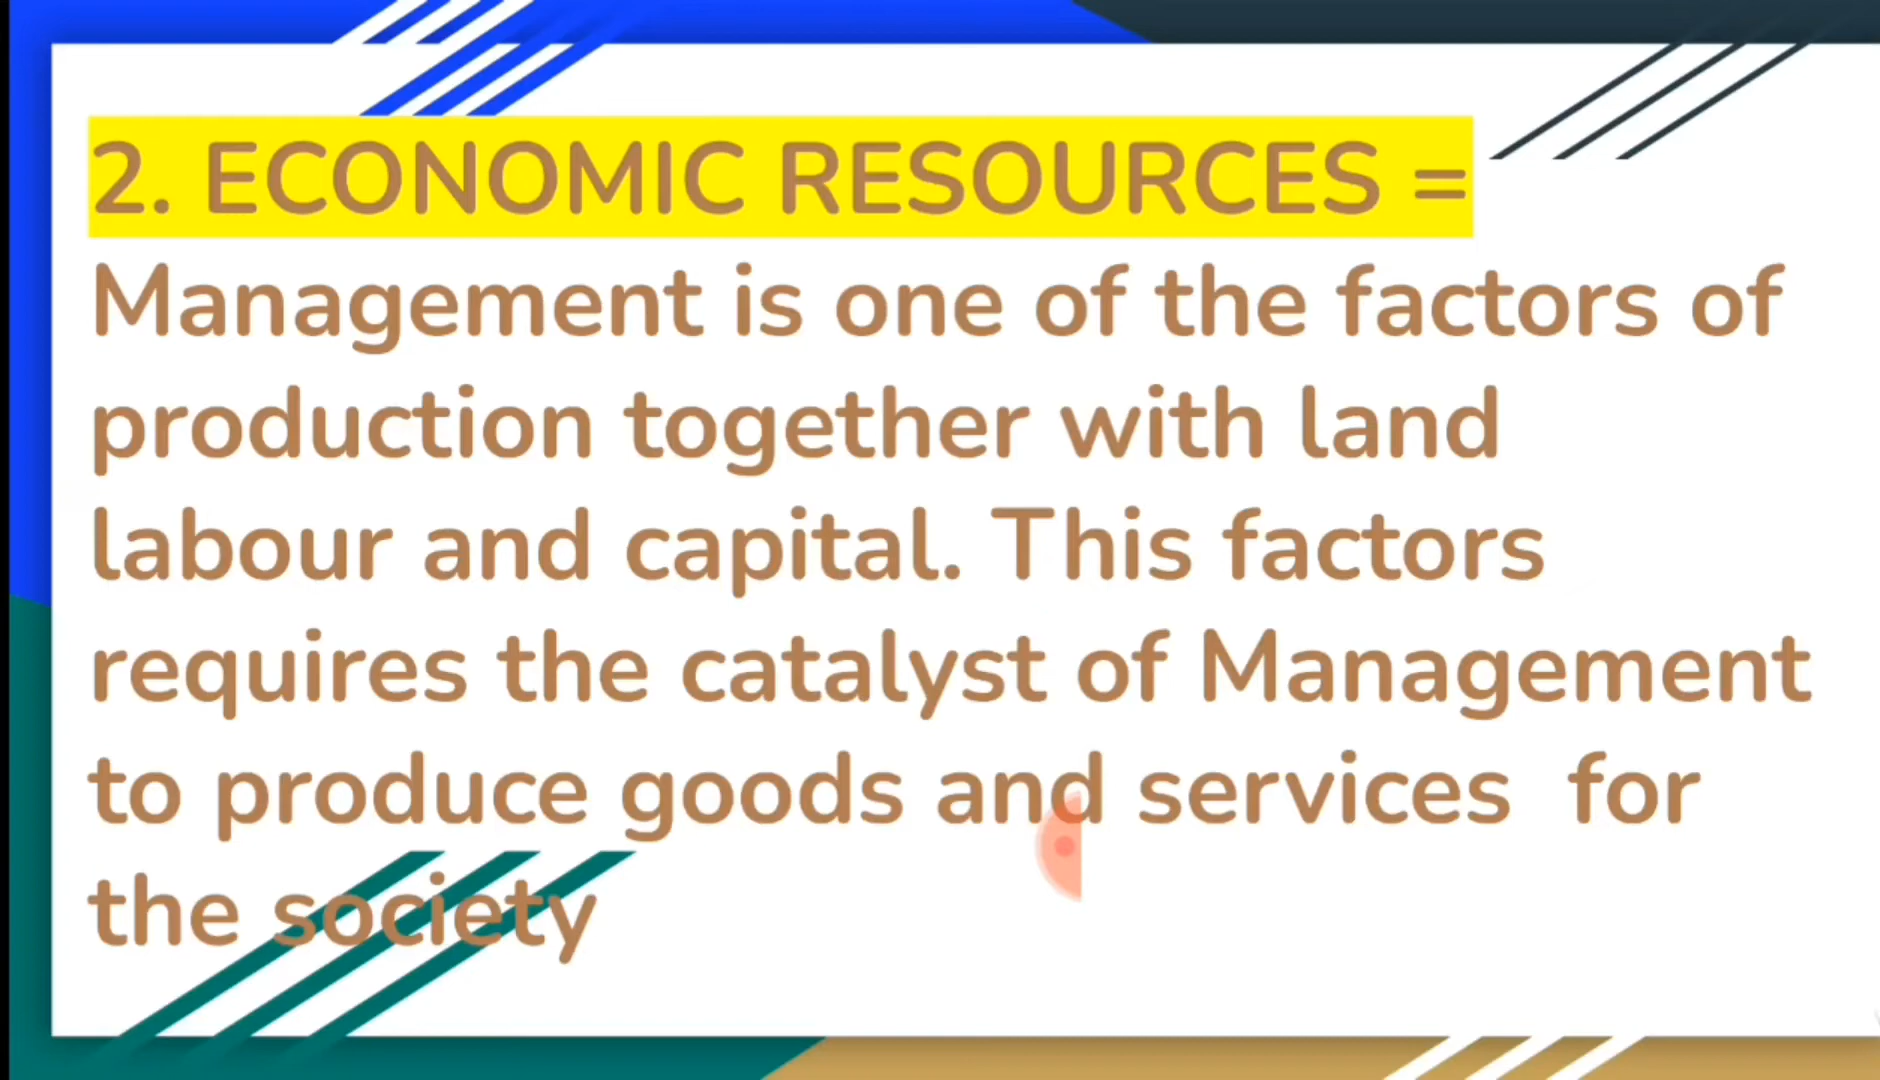 2. ECONOMIC RESOURCES =
Management is one of the factors of
production together with land
labour and capital. This factors
requires the catalyst of Management
to produce goods and services  for
the society